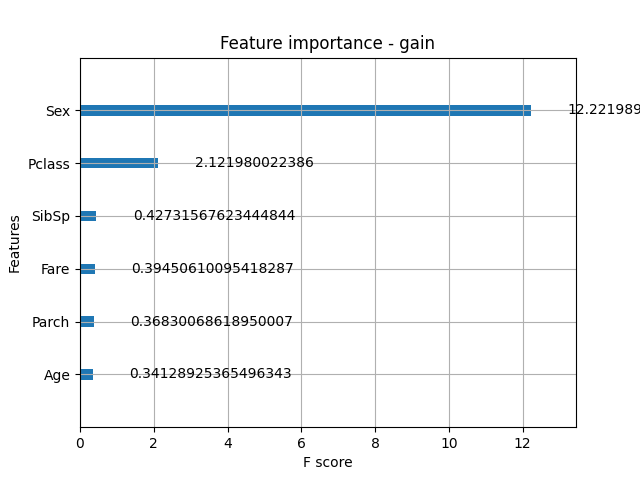 Feature importance - gain
Sex
12.221989
Pclass
2.121980022386
SibSp
0.42731567623444844
Fare
0.39450610095418287
Parch
0.36830068618950007
Age
0.34128925365496343
Features
0 2 4 6 8 10 12
F score